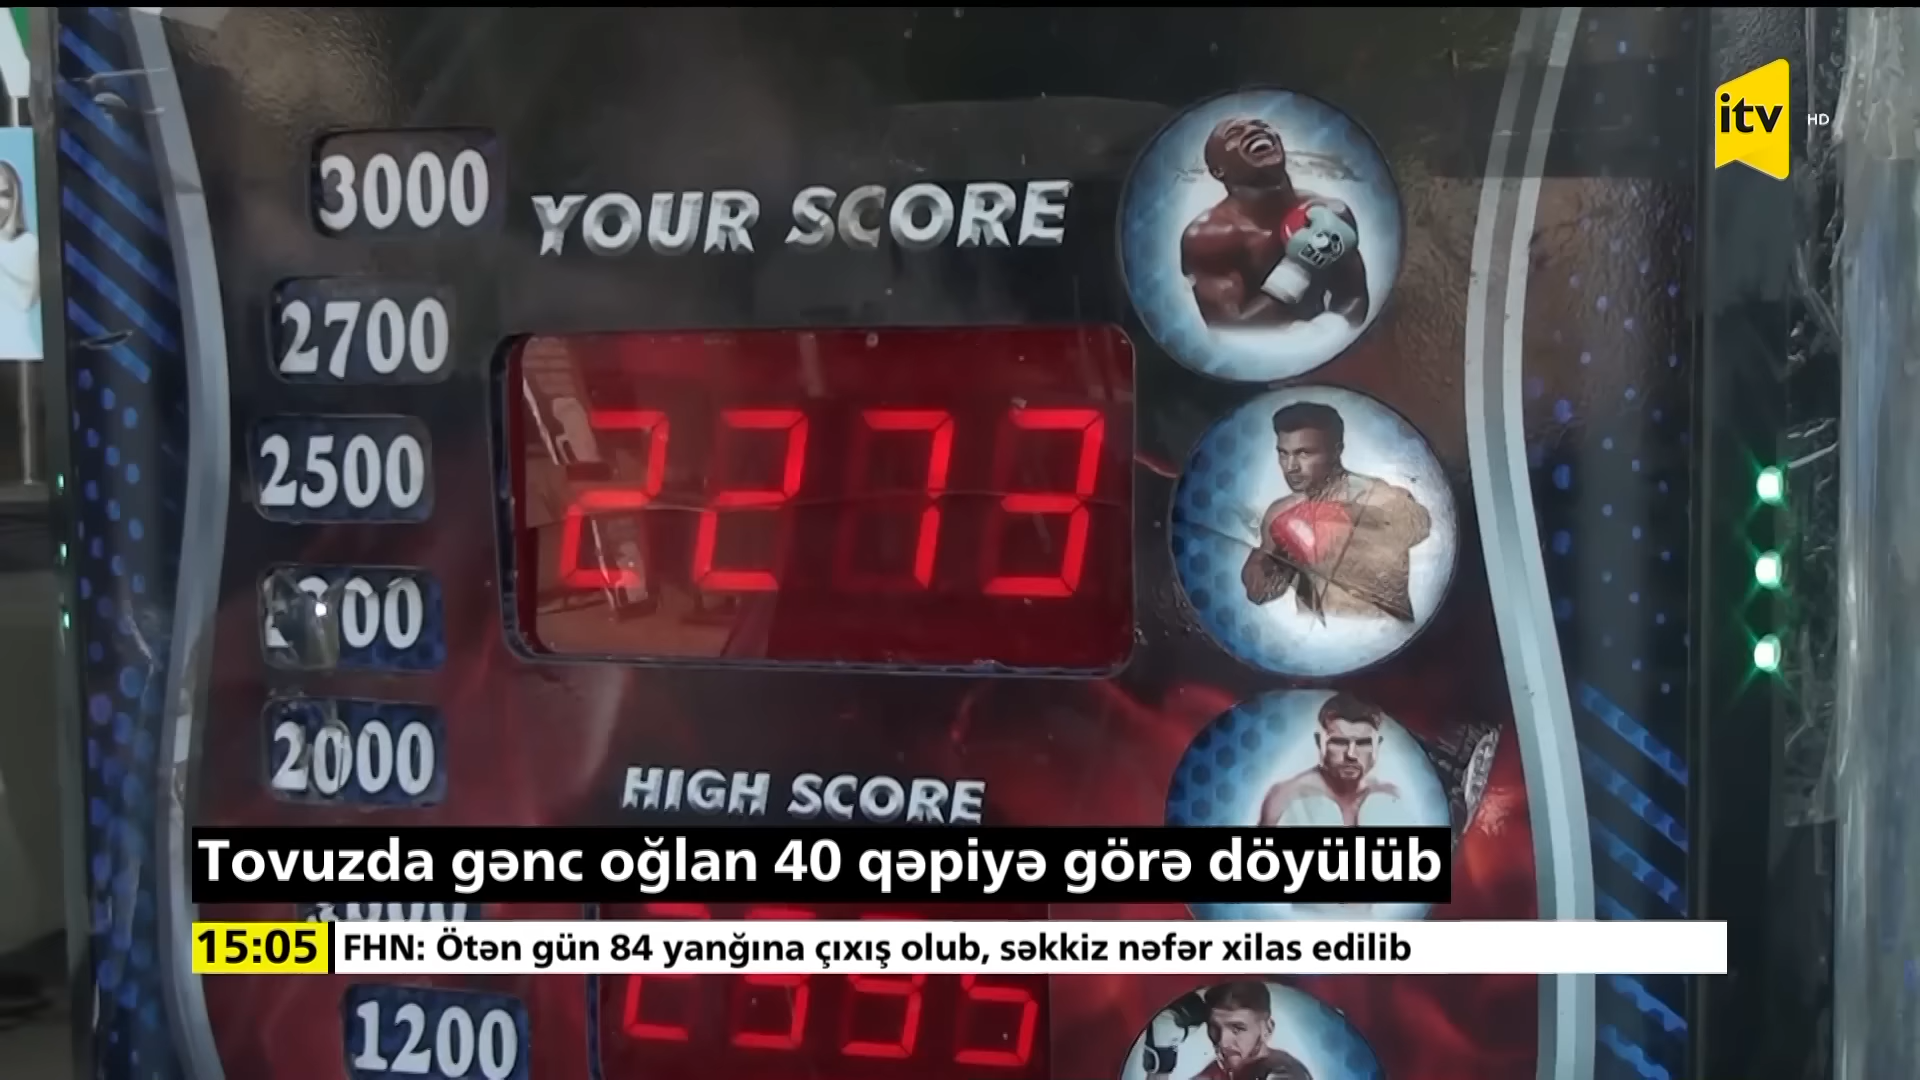 itv HD
3000
YOUR SCORE
2700
2273
2500
2000
HIGH SCORE
Tovuzda gənc oğlan 40 qəpiyə görə döyülüb
15:05 FHN: Ötən gün 84 yanğına çıxış olub, səkkiz nəfər xilas edilib
1200